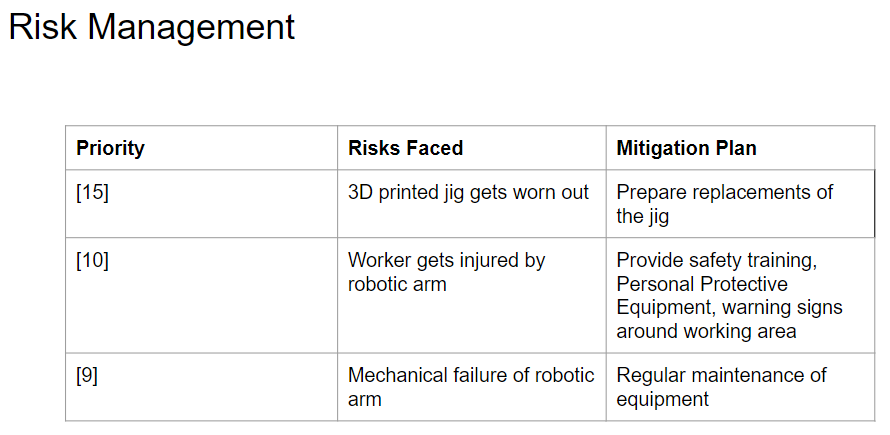 Risk Management
Priority
Risks Faced
Mitigation Plan
[15]
3D printed jig gets worn out
Prepare replacements of
the jig
[10]
Worker gets injured by
robotic arm
Provide safety training,
Personal Protective
Equipment, warning signs
around working area
[9]
Mechanical failure of robotic
arm
Regular maintenance of
equipment